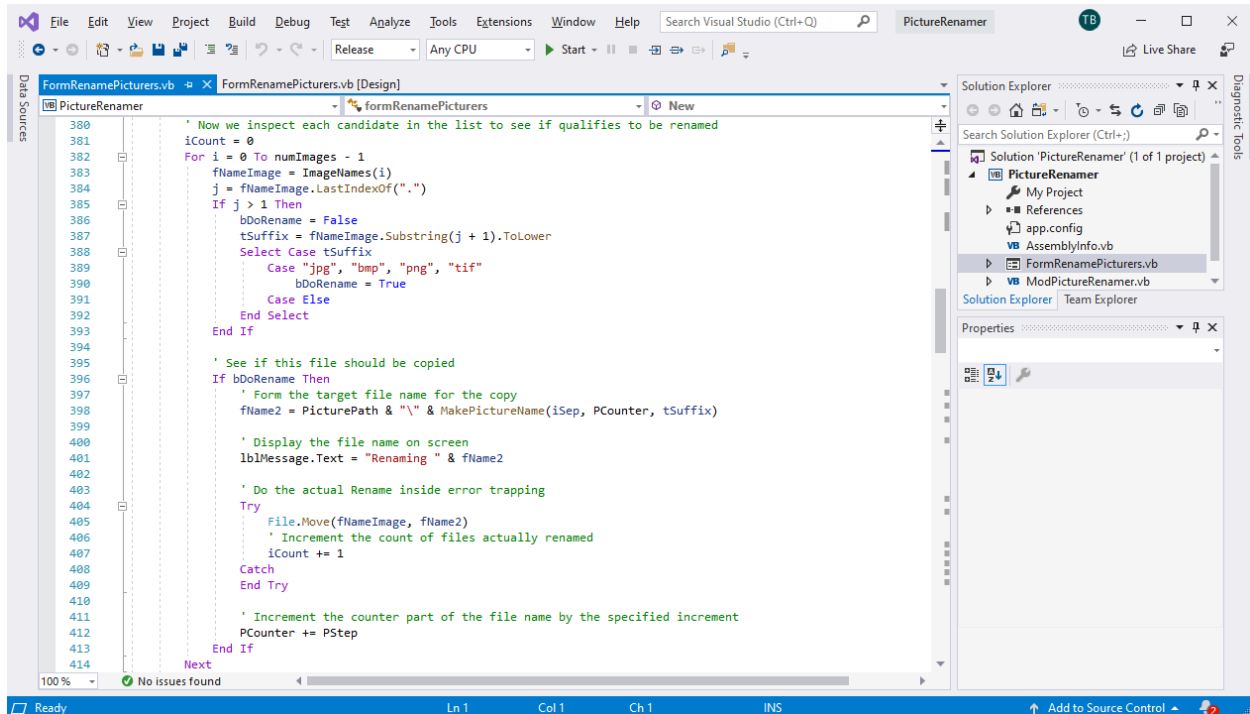 File Edit View Project Build Debug Test Analyze Tools Extensions Window Help Search Visual Studio (Ctrl+Q) PictureRenamer TB
Release Any CPU Start Live Share
Data Sources
FormRenamePicturers.vb FormRenamePicturers.vb [Design]
VB PictureRenamer formRenamePicturers New
380 ' Now we inspect each candidate in the list to see if qualifies to be renamed
381 iCount = 0
382 For i = 0 To numImages - 1
383 fNameImage = ImageNames(i)
384 j = fNameImage.LastIndexOf(".")
385 If j > 1 Then
386 bDoRename = False
387 tSuffix = fNameImage.Substring(j + 1).ToLower
388 Select Case tSuffix
389 Case "jpg", "bmp", "png", "tif"
390 bDoRename = True
391 Case Else
392 End Select
393 End If
394
395 ' See if this file should be copied
396 If bDoRename Then
397 ' Form the target file name for the copy
398 fName2 = PicturePath & "\" & MakePictureName(iSep, PCounter, tSuffix)
399
400 ' Display the file name on screen
401 lblMessage.Text = "Renaming " & fName2
402
403 ' Do the actual Rename inside error trapping
404 Try
405 File.Move(fNameImage, fName2)
406 ' Increment the count of files actually renamed
407 iCount += 1
408 Catch
409 End Try
410
411 ' Increment the counter part of the file name by the specified increment
412 PCounter += PStep
413 End If
414 Next
100 % No issues found
Solution Explorer
Search Solution Explorer (Ctrl+;)
Solution 'PictureRenamer' (1 of 1 project)
VB PictureRenamer
My Project
References
app.config
VB AssemblyInfo.vb
FormRenamePicturers.vb
VB ModPictureRenamer.vb
Solution Explorer Team Explorer
Properties
Diagnostic Tools
Ready Ln 1 Col 1 Ch 1 INS Add to Source Control 2